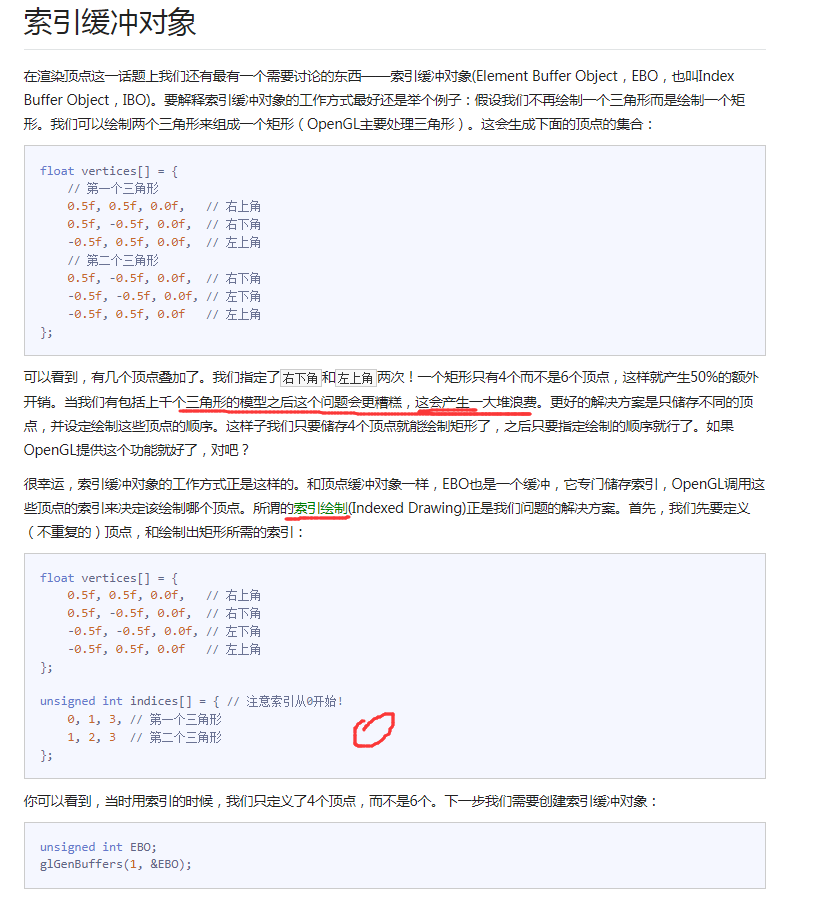 索引缓冲对象
在渲染顶点这一话题上我们还有最有一个需要讨论的东西——索引缓冲对象(Element Buffer Object，EBO，也叫Index
Buffer Object，IBO)。要解释索引缓冲对象的工作方式最好还是举个例子：假设我们不再绘制一个三角形而是绘制一个矩
形。我们可以绘制两个三角形来组成一个矩形（OpenGL主要处理三角形）。这会生成下面的顶点的集合：
float vertices[] = {
// 第一个三角形
0.5f, 0.5f, 0.0f,   // 右上角
0.5f, -0.5f, 0.0f,  // 右下角
-0.5f, 0.5f, 0.0f,  // 左上角
// 第二个三角形
0.5f, -0.5f, 0.0f,  // 右下角
-0.5f, -0.5f, 0.0f, // 左下角
-0.5f, 0.5f, 0.0f   // 左上角
};
可以看到，有几个顶点叠加了。我们指定了右下角和左上角两次！一个矩形只有4个而不是6个顶点，这样就产生50%的额外
开销。当我们有包括上千个三角形的模型之后这个问题会更糟糕，这会产生一大堆浪费。更好的解决方案是只储存不同的顶
点，并设定绘制这些顶点的顺序。这样子我们只要储存4个顶点就能绘制矩形了，之后只要指定绘制的顺序就行了。如果
OpenGL提供这个功能就好了，对吧？
很幸运，索引缓冲对象的工作方式正是这样的。和顶点缓冲对象一样，EBO也是一个缓冲，它专门储存索引，OpenGL调用这
些顶点的索引来决定该绘制哪个顶点。所谓的索引绘制(Indexed Drawing)正是我们问题的解决方案。首先，我们先要定义
（不重复的）顶点，和绘制出矩形所需的索引：
float vertices[] = {
0.5f, 0.5f, 0.0f,   // 右上角
0.5f, -0.5f, 0.0f,  // 右下角
-0.5f, -0.5f, 0.0f, // 左下角
-0.5f, 0.5f, 0.0f   // 左上角
};
unsigned int indices[] = { // 注意索引从0开始!
0, 1, 3, // 第一个三角形
1, 2, 3  // 第二个三角形
};
你可以看到，当时用索引的时候，我们只定义了4个顶点，而不是6个。下一步我们需要创建索引缓冲对象：
unsigned int EBO;
glGenBuffers(1, &EBO);